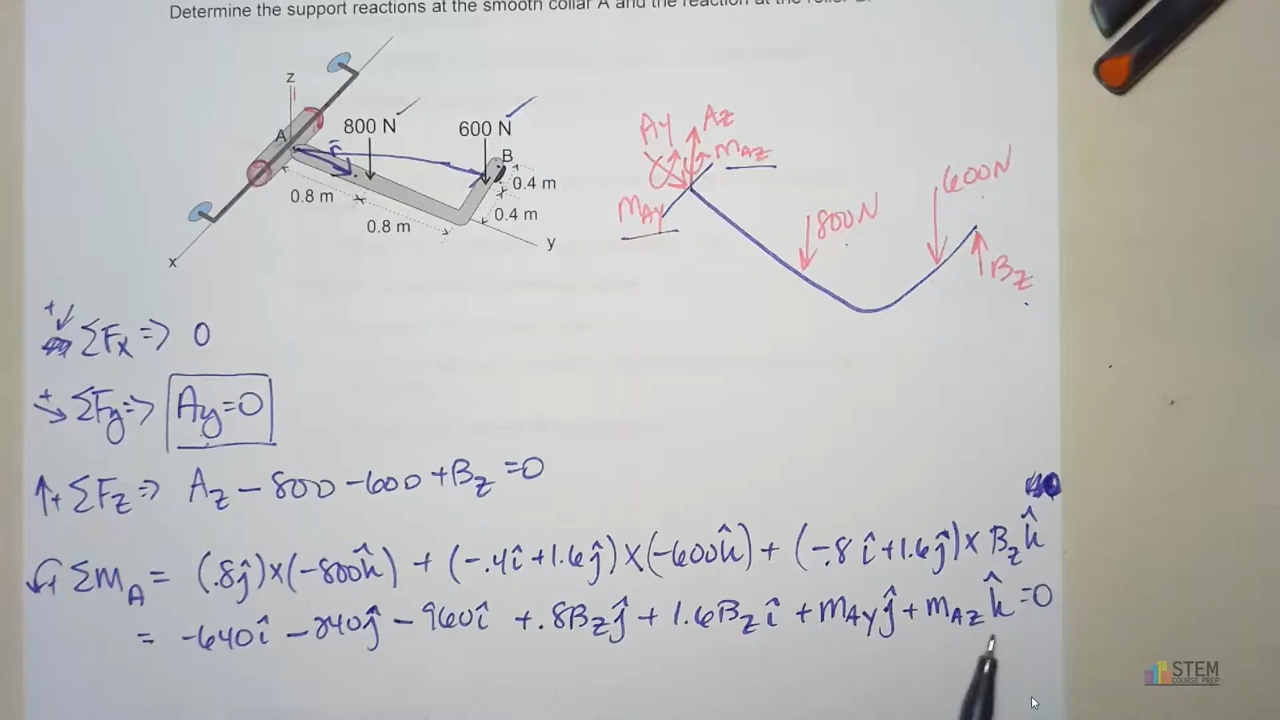 Determine the support reactions at the smooth collar A and the reaction at the roller B.
z
A
800 N
600 N
B
0.8 m
0.8 m
0.4 m
0.4 m
x
y
r
Ay
Az
MAZ
MAY
800N
600N
Bz
+ ΣFx => 0
+ ΣFy => Ay=0
↑+ ΣFz => Az - 800 - 600 + Bz = 0
+ ΣMA = (.8ĵ)×(-800k̂) + (-.4î+1.6ĵ)×(-600k̂) + (-.8î+1.6ĵ)× Bzk̂
= -640î - 240ĵ - 960î + .8Bzĵ + 1.6Bzî + MAYĵ + MAZk̂ = 0
STEM
COURSE PREP